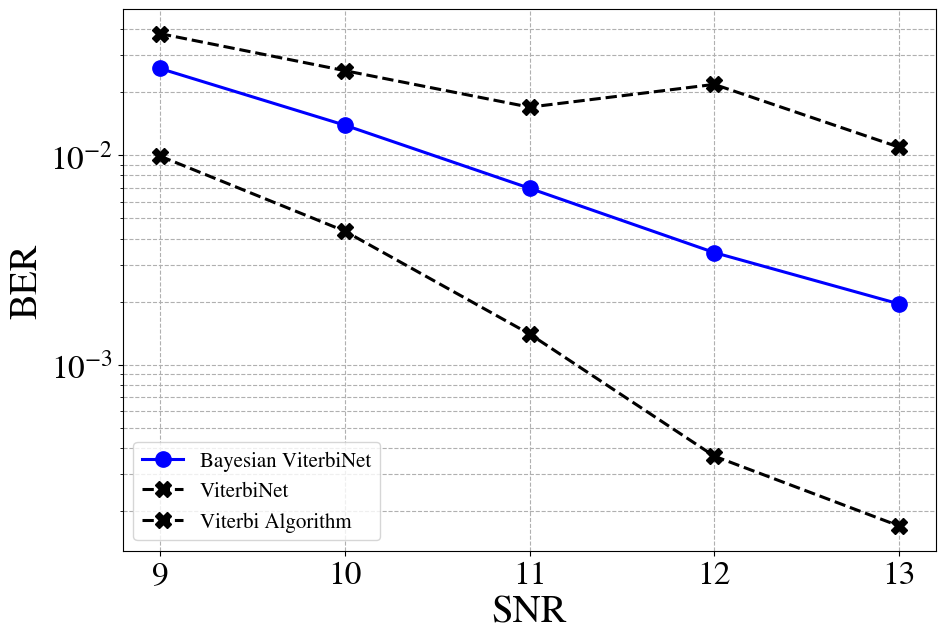 BER
10⁻²
10⁻³
Bayesian ViterbiNet
ViterbiNet
Viterbi Algorithm
9 10 11 12 13
SNR